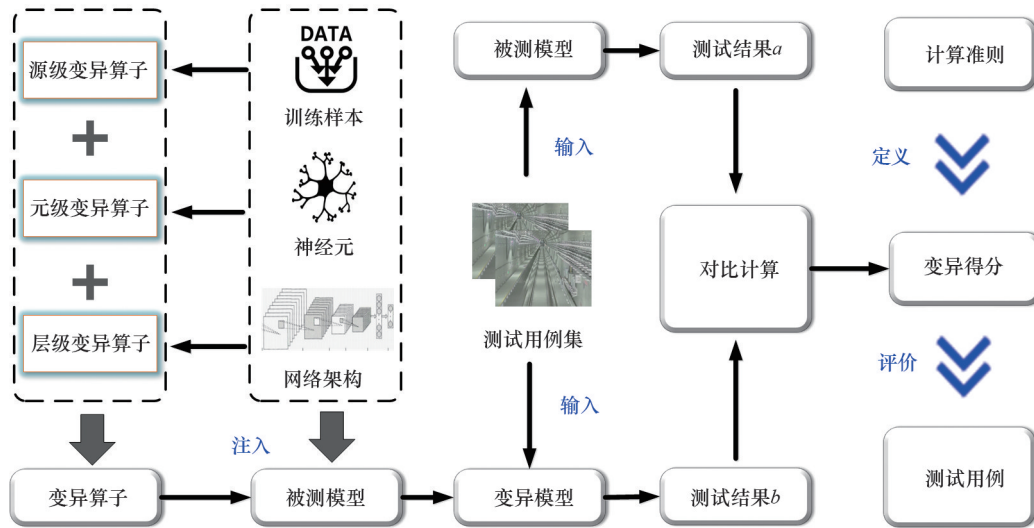 源级变异算子
元级变异算子
层级变异算子
变异算子
DATA
训练样本
神经元
网络架构
注入
被测模型
被测模型
输入
测试用例集
输入
变异模型
测试结果a
对比计算
测试结果b
计算准则
定义
变异得分
评价
测试用例